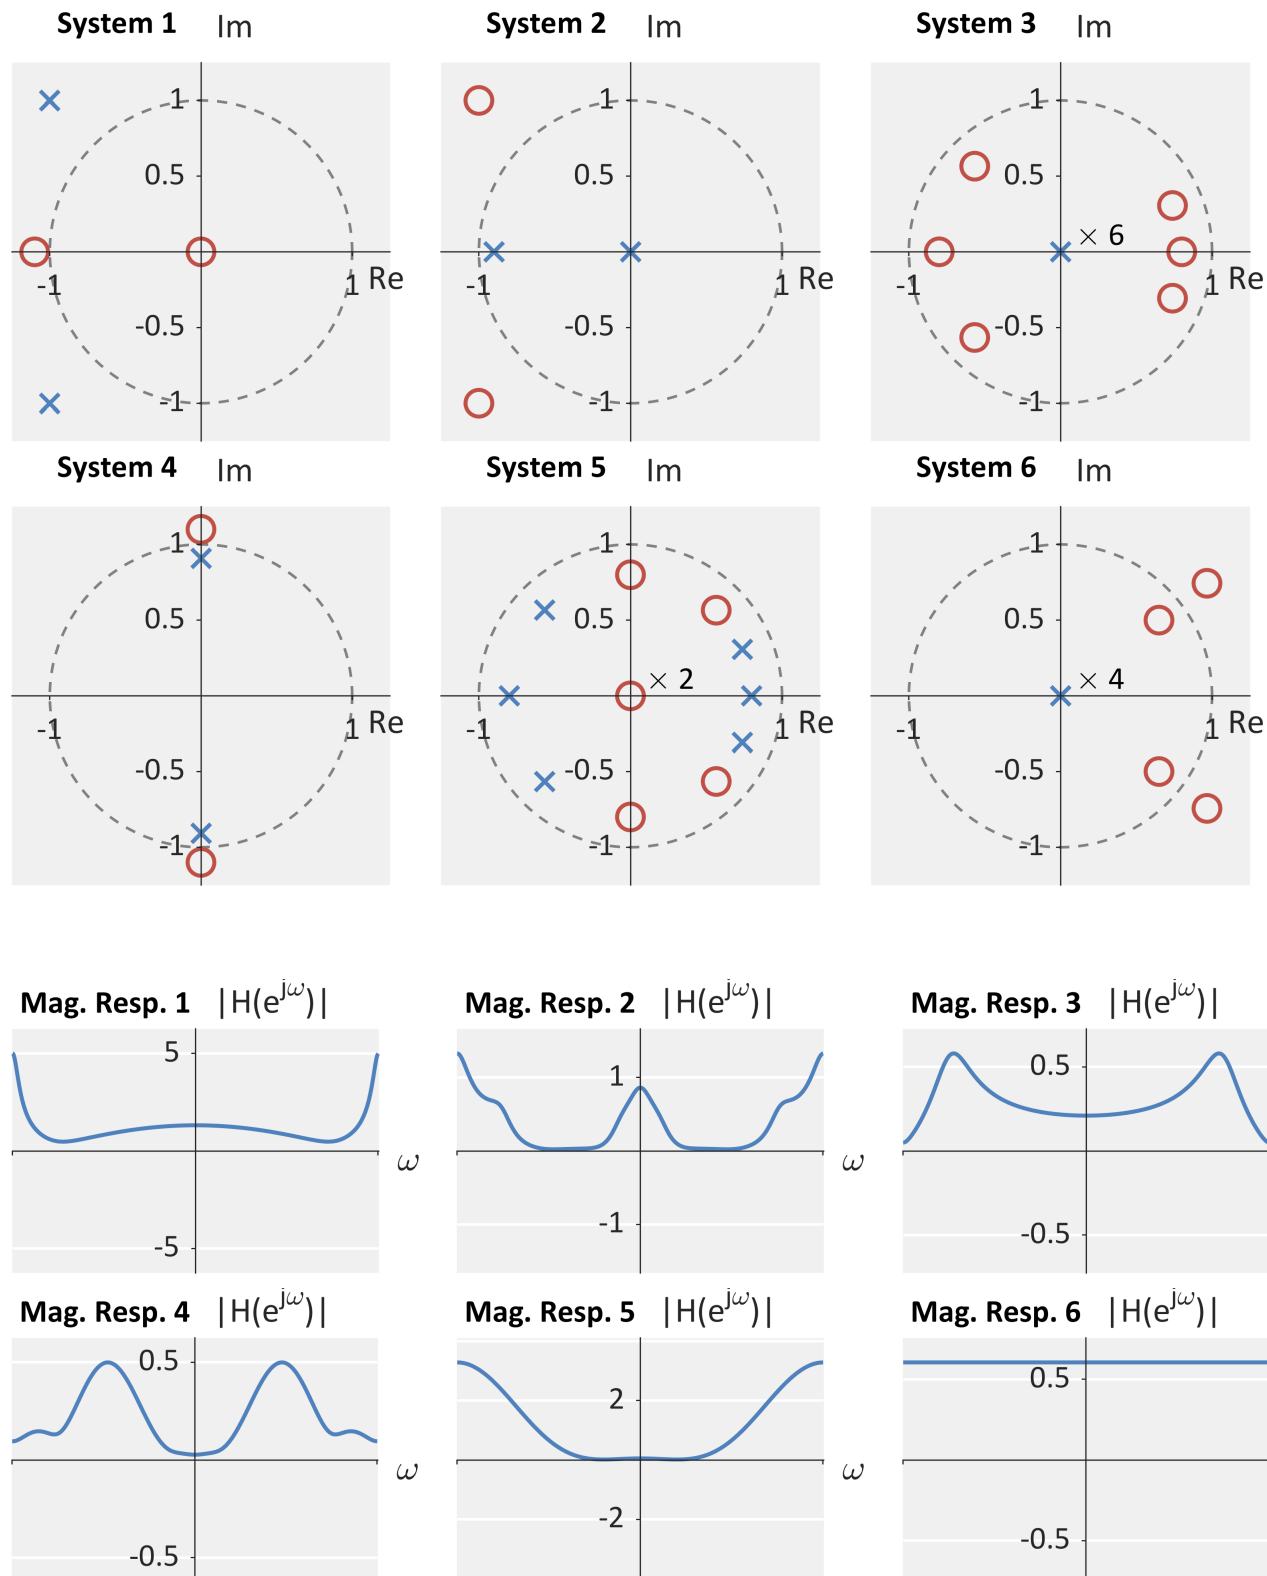 System 1 Im
System 2 Im
System 3 Im
1
0.5
-1
1 Re
-0.5
-1
1
0.5
-1
1 Re
-0.5
-1
1
0.5
× 6
-1
1 Re
-0.5
-1
System 4 Im
System 5 Im
System 6 Im
1
0.5
-1
1 Re
-0.5
-1
1
0.5
× 2
-1
1 Re
-0.5
-1
1
0.5
× 4
-1
1 Re
-0.5
-1
Mag. Resp. 1 |H(e^jω)|
Mag. Resp. 2 |H(e^jω)|
Mag. Resp. 3 |H(e^jω)|
5
ω
-5
1
ω
-1
0.5
-0.5
Mag. Resp. 4 |H(e^jω)|
Mag. Resp. 5 |H(e^jω)|
Mag. Resp. 6 |H(e^jω)|
0.5
ω
-0.5
2
ω
-2
0.5
-0.5